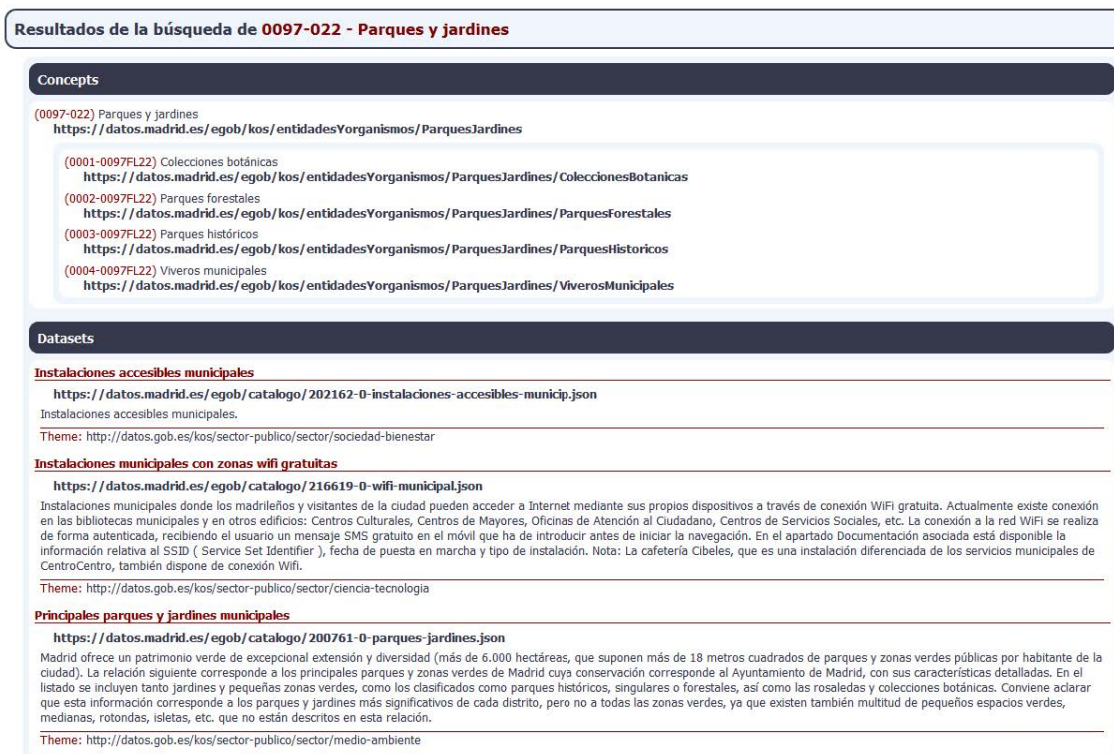 Resultados de la búsqueda de 0097-022 - Parques y jardines
Concepts
(0097-022) Parques y jardines
https://datos.madrid.es/egob/kos/entidadesYorganismos/ParquesJardines
(0001-0097FL22) Colecciones botánicas
https://datos.madrid.es/egob/kos/entidadesYorganismos/ParquesJardines/ColeccionesBotanicas
(0002-0097FL22) Parques forestales
https://datos.madrid.es/egob/kos/entidadesYorganismos/ParquesJardines/ParquesForestales
(0003-0097FL22) Parques históricos
https://datos.madrid.es/egob/kos/entidadesYorganismos/ParquesJardines/ParquesHistoricos
(0004-0097FL22) Viveros municipales
https://datos.madrid.es/egob/kos/entidadesYorganismos/ParquesJardines/ViverosMunicipales
Datasets
Instalaciones accesibles municipales
https://datos.madrid.es/egob/catalogo/202162-0-instalaciones-accesibles-municip.json
Instalaciones accesibles municipales.
Theme: http://datos.gob.es/kos/sector-publico/sector/sociedad-bienestar
Instalaciones municipales con zonas wifi gratuitas
https://datos.madrid.es/egob/catalogo/216619-0-wifi-municipal.json
Instalaciones municipales donde los madrileños y visitantes de la ciudad pueden acceder a Internet mediante sus propios dispositivos a través de conexión WiFi gratuita. Actualmente existe conexión
en las bibliotecas municipales y en otros edificios: Centros Culturales, Centros de Mayores, Oficinas de Atención al Ciudadano, Centros de Servicios Sociales, etc. La conexión a la red WiFi se realiza
de forma autenticada, recibiendo el usuario un mensaje SMS gratuito en el móvil que ha de introducir antes de iniciar la navegación. En el apartado Documentación asociada está disponible la
información relativa al SSID ( Service Set Identifier ), fecha de puesta en marcha y tipo de instalación. Nota: La cafetería Cibeles, que es una instalación diferenciada de los servicios municipales de
CentroCentro, también dispone de conexión Wifi.
Theme: http://datos.gob.es/kos/sector-publico/sector/ciencia-tecnologia
Principales parques y jardines municipales
https://datos.madrid.es/egob/catalogo/200761-0-parques-jardines.json
Madrid ofrece un patrimonio verde de excepcional extensión y diversidad (más de 6.000 hectáreas, que suponen más de 18 metros cuadrados de parques y zonas verdes públicas por habitante de la
ciudad). La relación siguiente corresponde a los principales parques y zonas verdes de Madrid cuya conservación corresponde al Ayuntamiento de Madrid, con sus características detalladas. En el
listado se incluyen tanto jardines y pequeñas zonas verdes, como los clasificados como parques históricos, singulares o forestales, así como las rosaledas y colecciones botánicas. Conviene aclarar
que esta información corresponde a los parques y jardines más significativos de cada distrito, pero no a todas las zonas verdes, ya que existen también multitud de pequeños espacios verdes,
medianas, rotondas, isletas, etc. que no están descritos en esta relación.
Theme: http://datos.gob.es/kos/sector-publico/sector/medio-ambiente